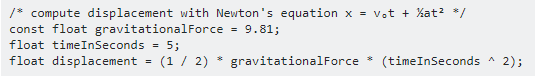 /* compute displacement with Newton's equation x = vₒt + ½at² */
const float gravitationalForce = 9.81;
float timeInSeconds = 5;
float displacement = (1 / 2) * gravitationalForce * (timeInSeconds ^ 2);